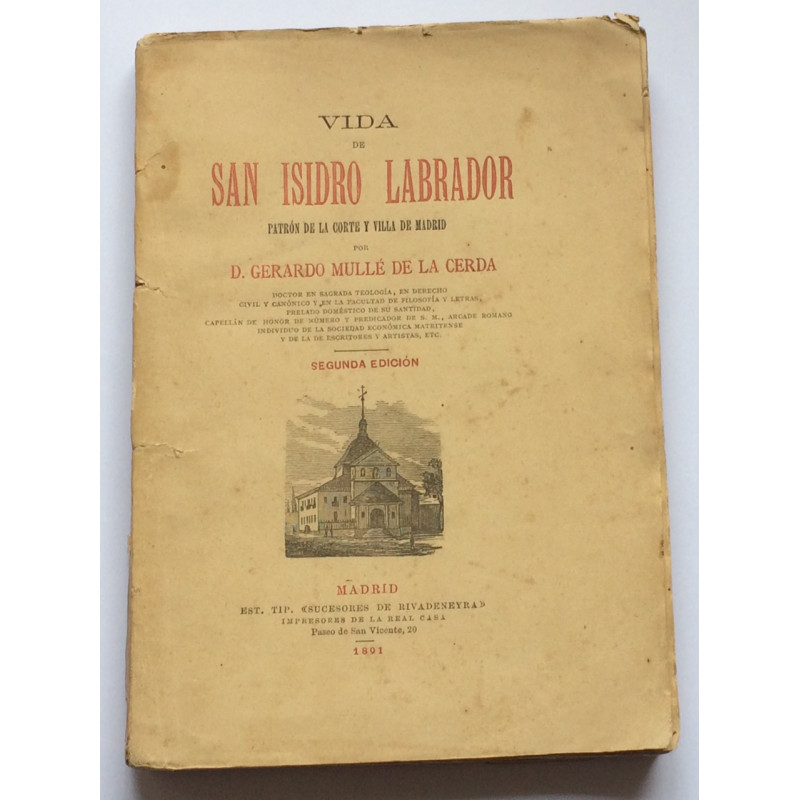 VIDA
DE
SAN ISIDRO LABRADOR
PATRÓN DE LA CORTE Y VILLA DE MADRID
POR
D. GERARDO MULLÉ DE LA CERDA
DOCTOR EN SAGRADA TEOLOGÍA, EN DERECHO
CIVIL Y CANÓNICO Y EN LA FACULTAD DE FILOSOFÍA Y LETRAS,
PRELADO DOMÉSTICO DE SU SANTIDAD,
CAPELLÁN DE HONOR DE NÚMERO Y PREDICADOR DE S. M., ARCADE ROMANO
INDIVIDUO DE LA SOCIEDAD ECONÓMICA MATRITENSE
Y DE LA DE ESCRITORES Y ARTISTAS, ETC.
SEGUNDA EDICIÓN
MADRID
EST. TIP. «SUCESORES DE RIVADENEYRA»
IMPRESORES DE LA REAL CASA
Paseo de San Vicente, 20
1891